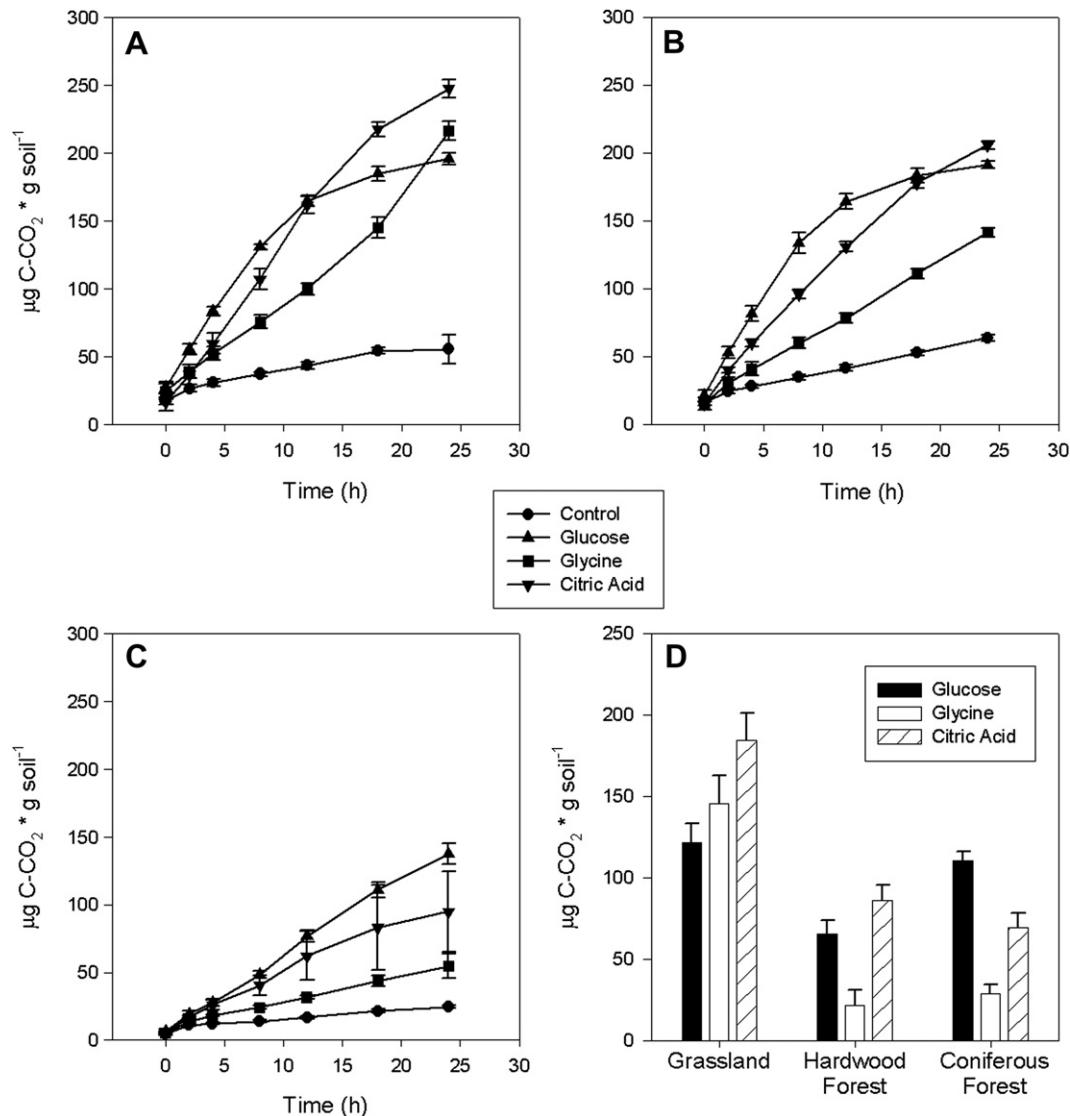 A
300
250
200
150
100
50
0
µg C-CO₂ * g soil⁻¹
0 5 10 15 20 25 30
Time (h)
B
300
250
200
150
100
50
0
0 5 10 15 20 25 30
Time (h)
Control
Glucose
Glycine
Citric Acid
C
300
250
200
150
100
50
0
µg C-CO₂ * g soil⁻¹
0 5 10 15 20 25 30
Time (h)
D
250
200
150
100
50
0
µg C-CO₂ * g soil⁻¹
Glucose
Glycine
Citric Acid
Grassland
Hardwood
Forest
Coniferous
Forest